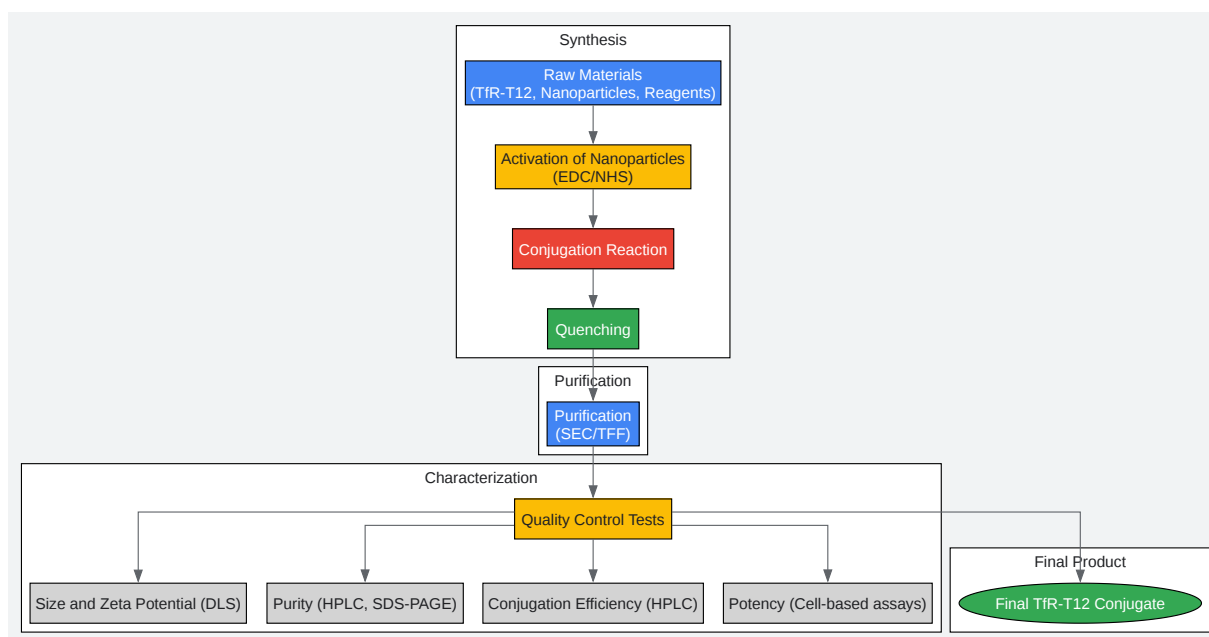 Synthesis
Raw Materials
(TfR-T12, Nanoparticles, Reagents)
Activation of Nanoparticles
(EDC/NHS)
Conjugation Reaction
Quenching
Purification
Purification
(SEC/TFF)
Characterization
Quality Control Tests
Size and Zeta Potential (DLS)
Purity (HPLC, SDS-PAGE)
Conjugation Efficiency (HPLC)
Potency (Cell-based assays)
Final Product
Final TfR-T12 Conjugate